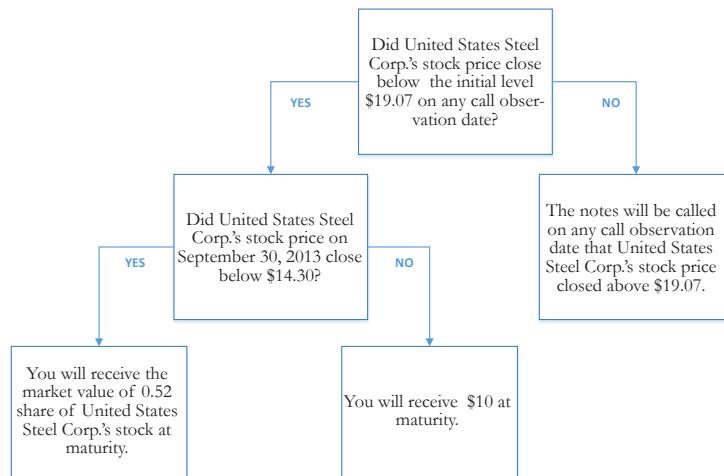 Did United States Steel
Corp.'s stock price close
below the initial level
$19.07 on any call obser-
vation date?
YES
NO
Did United States Steel
Corp.'s stock price on
September 30, 2013 close
below $14.30?
The notes will be called
on any call observation
date that United States
Steel Corp.'s stock price
closed above $19.07.
YES
NO
You will receive the
market value of 0.52
share of United States
Steel Corp.'s stock at
maturity.
You will receive $10 at
maturity.